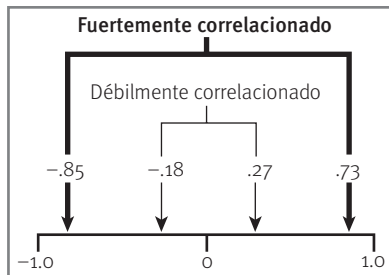 Fuertemente correlacionado
Débilmente correlacionado
–.85 –.18 .27 .73
–1.0 0 1.0